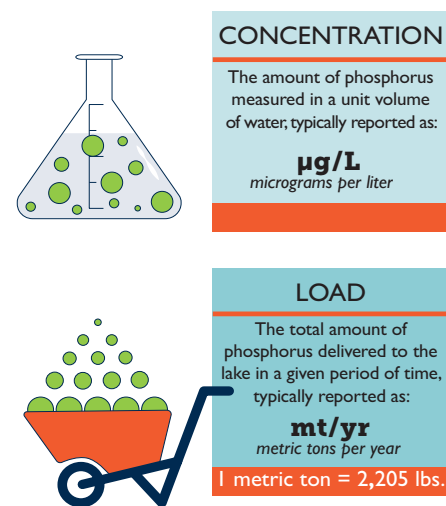 CONCENTRATION
The amount of phosphorus
measured in a unit volume
of water, typically reported as:
µg/L
micrograms per liter
LOAD
The total amount of
phosphorus delivered to the
lake in a given period of time,
typically reported as:
mt/yr
metric tons per year
1 metric ton = 2,205 lbs.